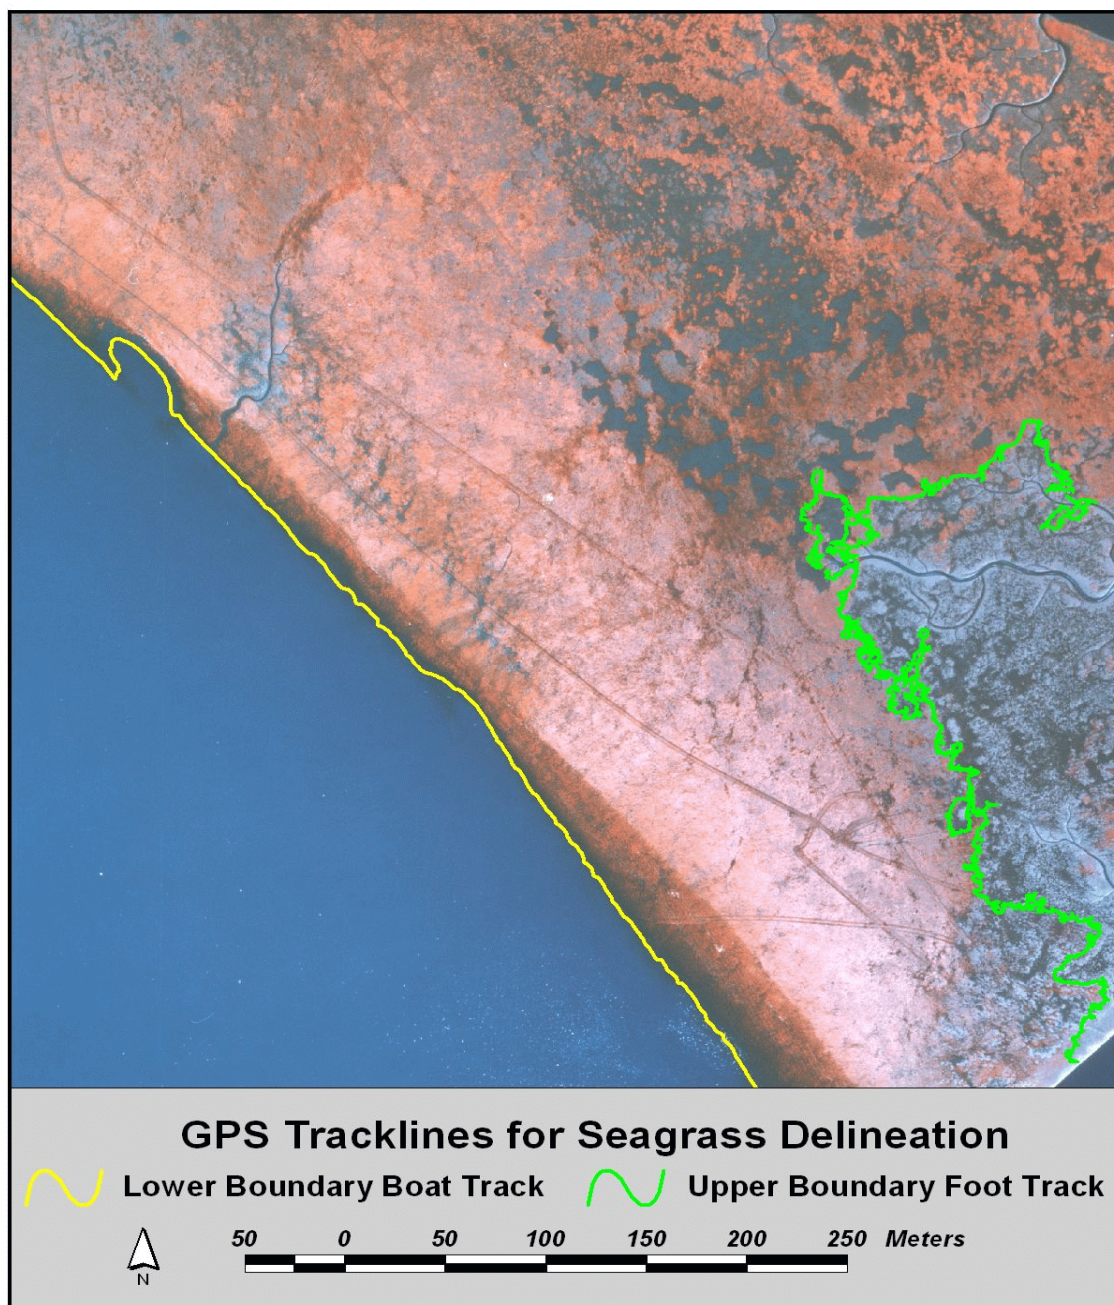 GPS Tracklines for Seagrass Delineation
Lower Boundary Boat Track Upper Boundary Foot Track
50 0 50 100 150 200 250 Meters
N